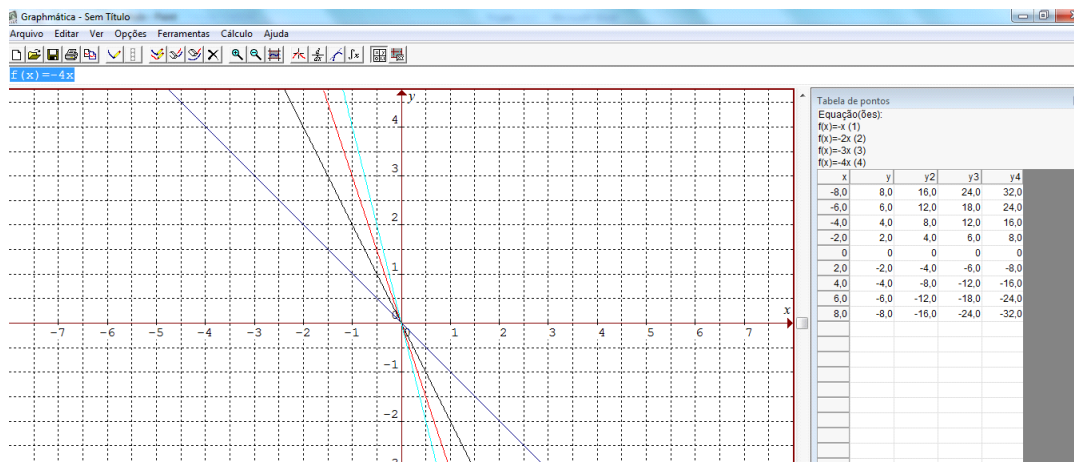 Graphmática - Sem Título
Arquivo Editar Ver Opções Ferramentas Cálculo Ajuda
f(x)=-4x
y
4
3
2
1
0
x
-7 -6 -5 -4 -3 -2 -1 0 1 2 3 4 5 6 7
-1
-2
Tabela de pontos
Equação(ões):
f(x)=-x (1)
f(x)=-2x (2)
f(x)=-3x (3)
f(x)=-4x (4)
x y y2 y3 y4
-8,0 8,0 16,0 24,0 32,0
-6,0 6,0 12,0 18,0 24,0
-4,0 4,0 8,0 12,0 16,0
-2,0 2,0 4,0 6,0 8,0
0 0 0 0 0
2,0 -2,0 -4,0 -6,0 -8,0
4,0 -4,0 -8,0 -12,0 -16,0
6,0 -6,0 -12,0 -18,0 -24,0
8,0 -8,0 -16,0 -24,0 -32,0